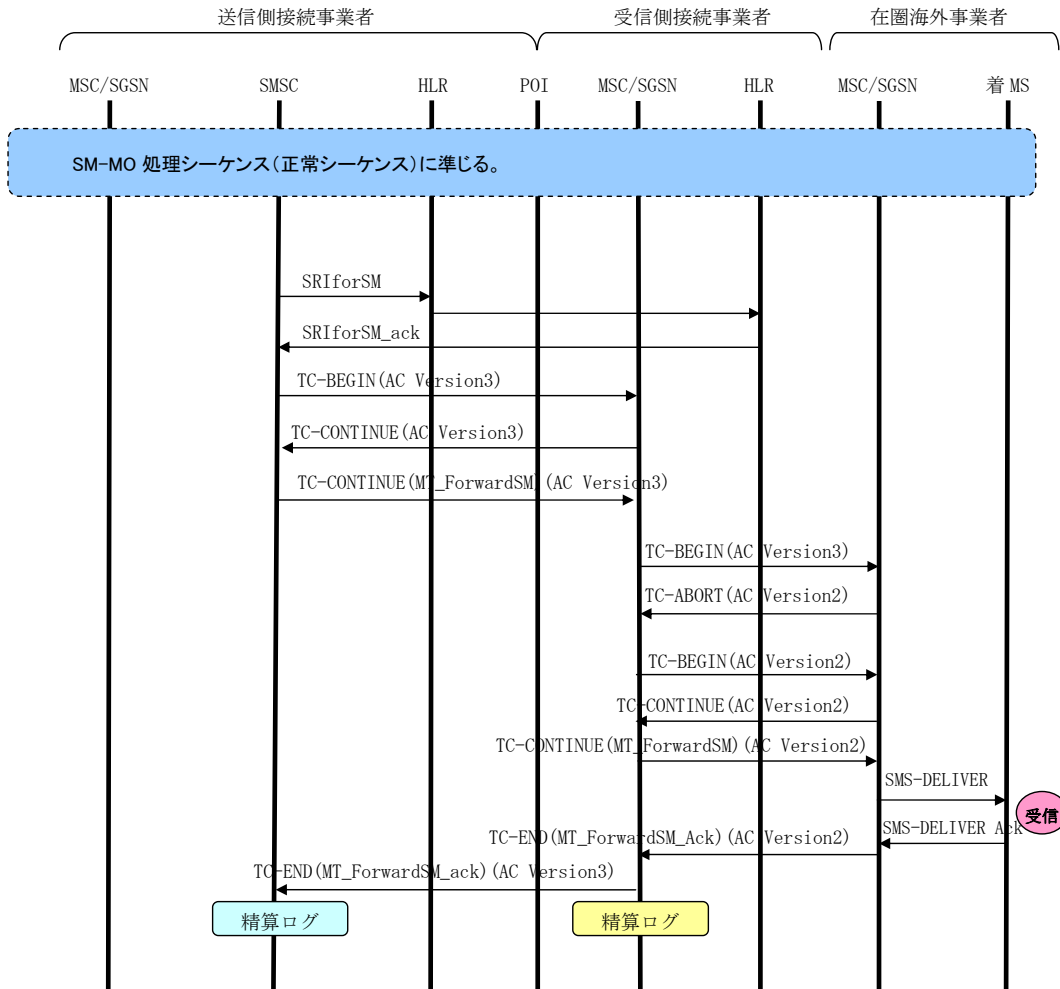 送信側接続事業者 受信側接続事業者 在圏海外事業者
MSC/SGSN SMSC HLR POI MSC/SGSN HLR MSC/SGSN 着 MS
SM-MO 処理シーケンス(正常シーケンス)に準じる。
SRIforSM
SRIforSM_ack
TC-BEGIN(AC Version3)
TC-CONTINUE(AC Version3)
TC-CONTINUE(MT_ForwardSM)(AC Version3)
TC-BEGIN(AC Version3)
TC-ABORT(AC Version2)
TC-BEGIN(AC Version2)
TC-CONTINUE(AC Version2)
TC-CONTINUE(MT_ForwardSM)(AC Version2)
SMS-DELIVER
受信
SMS-DELIVER Ack
TC-END(MT_ForwardSM_Ack)(AC Version2)
TC-END(MT_ForwardSM_ack)(AC Version3)
精算ログ 精算ログ